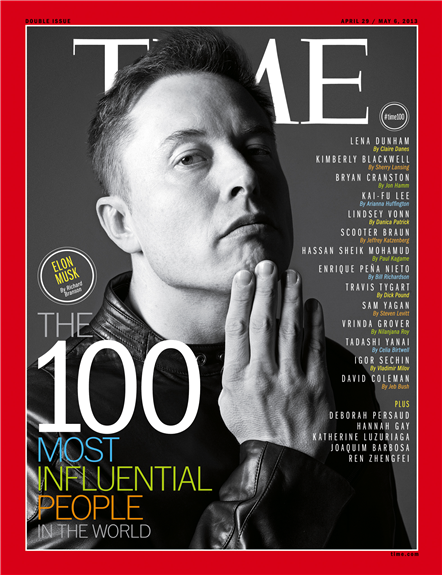 DOUBLE ISSUE
APRIL 29 / MAY 6, 2013
TIME
#time100
LENA DUNHAM
By Claire Danes
KIMBERLY BLACKWELL
By Sherry Lansing
BRYAN CRANSTON
By Jon Hamm
KAI-FU LEE
By Arianna Huffington
LINDSEY VONN
By Danica Patrick
SCOOTER BRAUN
By Jeffrey Katzenberg
HASSAN SHEIK MOHAMUD
By Paul Kagame
ENRIQUE PEÑA NIETO
By Bill Richardson
TRAVIS TYGART
By Dick Pound
SAM YAGAN
By Steven Levitt
VRINDA GROVER
By Nilanjana Roy
TADASHI YANAI
By Celia Birtwell
IGOR SECHIN
By Vladimir Milov
DAVID COLEMAN
By Jeb Bush
PLUS
DEBORAH PERSAUD
HANNAH GAY
KATHERINE LUZURIAGA
JOAQUIM BARBOSA
REN ZHENGFEI
ELON
MUSK
By Richard
Branson
THE
100
MOST
INFLUENTIAL
PEOPLE
IN THE WORLD
time.com